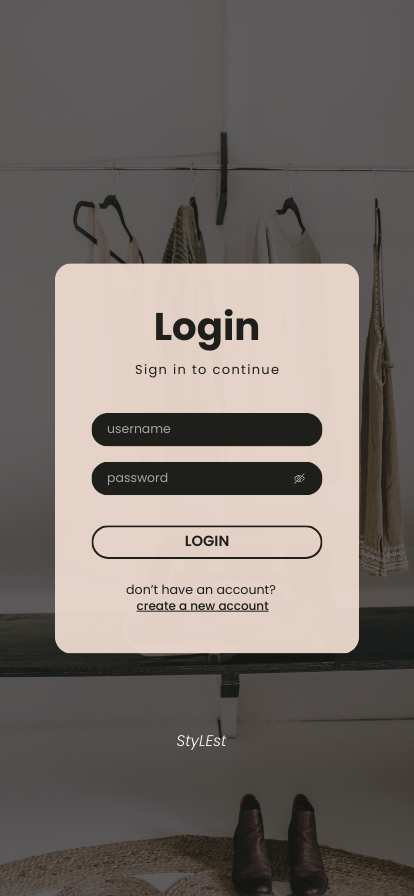 Login
Sign in to continue
username
password
LOGIN
don’t have an account?
create a new account
StyLEst